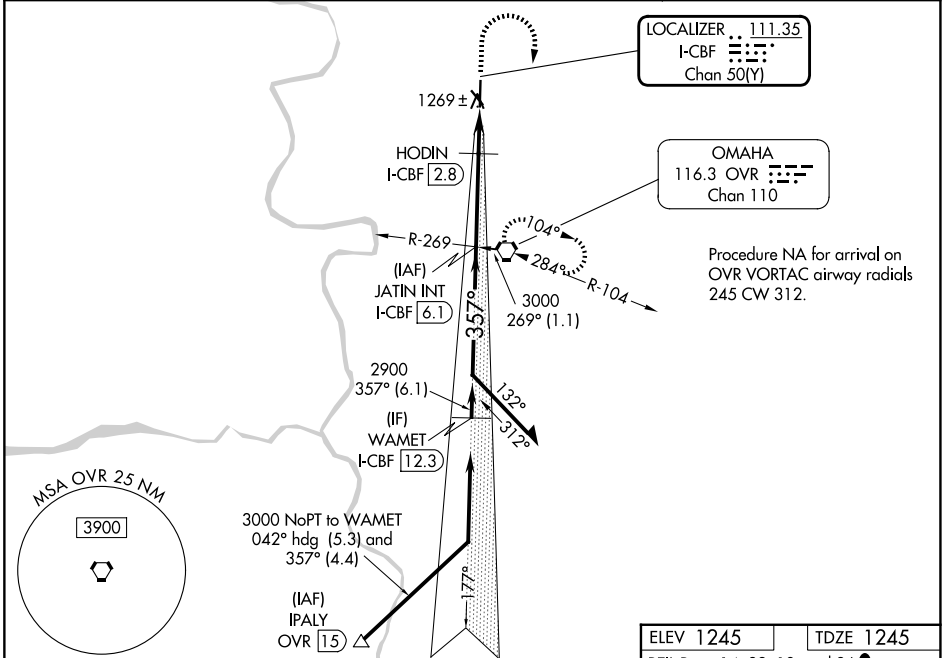 LOCALIZER 111.35
I-CBF
Chan 50(Y)
1269±
HODIN
I-CBF 2.8
OMAHA
116.3 OVR
Chan 110
R-269
104°
284°
R-104
(IAF)
JATIN INT
I-CBF 6.1
3000
269° (1.1)
Procedure NA for arrival on
OVR VORTAC airway radials
245 CW 312.
357°
2900
357° (6.1)
132°
312°
(IF)
WAMET
I-CBF 12.3
MSA OVR 25 NM
3900
3000 NoPT to WAMET
042° hdg (5.3) and
357° (4.4)
177°
(IAF)
IPALY
OVR 15
ELEV 1245
TDZE 1245